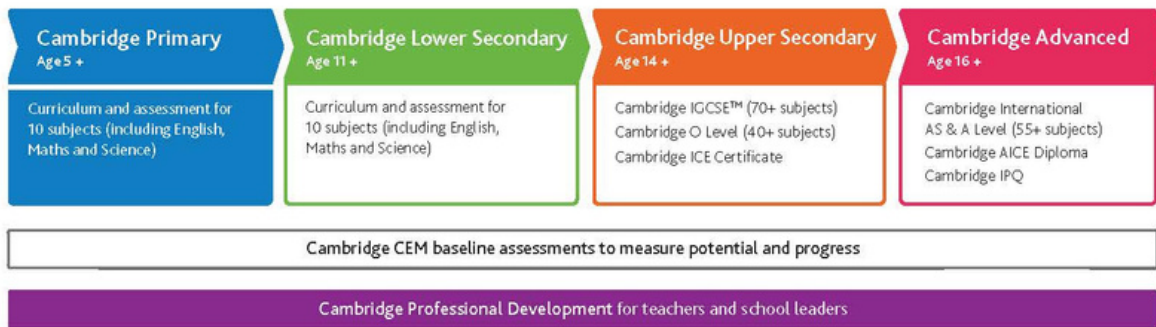 Cambridge Primary
Age 5 +
Curriculum and assessment for
10 subjects (including English,
Maths and Science)
Cambridge Lower Secondary
Age 11 +
Curriculum and assessment for
10 subjects (including English,
Maths and Science)
Cambridge Upper Secondary
Age 14 +
Cambridge IGCSE™ (70+ subjects)
Cambridge O Level (40+ subjects)
Cambridge ICE Certificate
Cambridge Advanced
Age 16 +
Cambridge International
AS & A Level (55+ subjects)
Cambridge AICE Diploma
Cambridge IPQ
Cambridge CEM baseline assessments to measure potential and progress
Cambridge Professional Development for teachers and school leaders